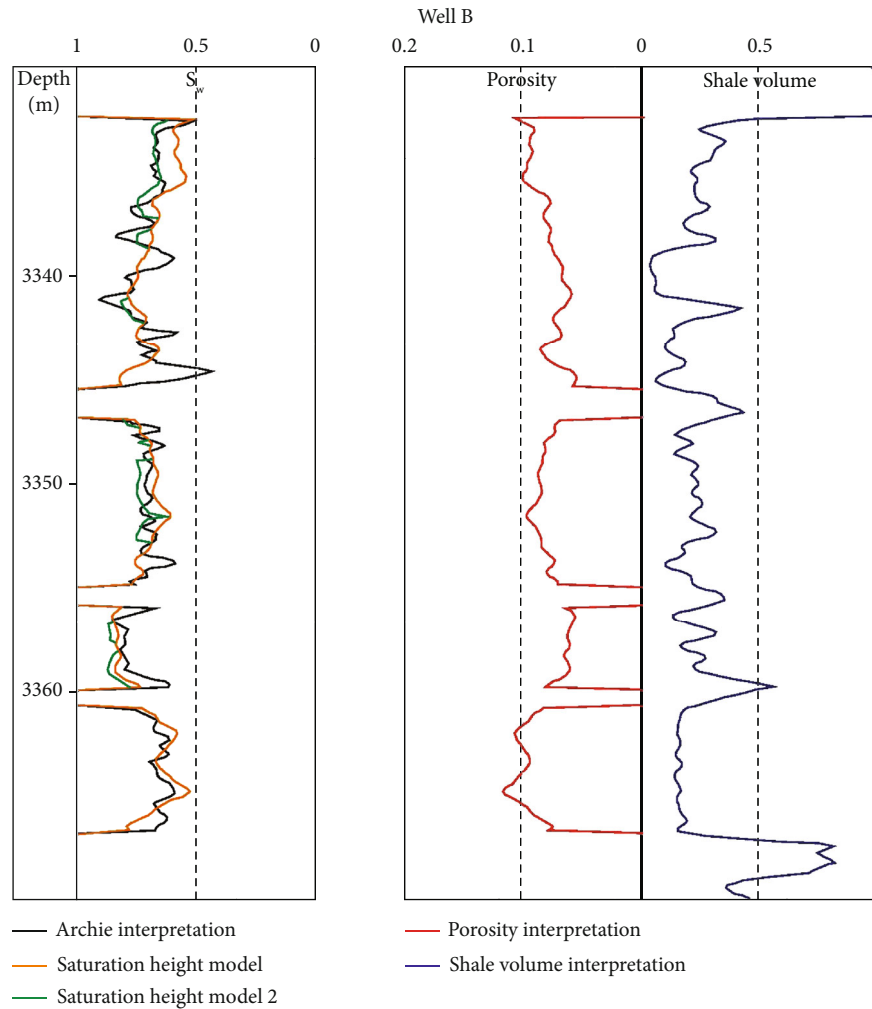 Well B
1 0.5 0 0.2 0.1 0 0.5
Depth (m)
S_w
Porosity
Shale volume
3340
3350
3360
Archie interpretation
Saturation height model
Saturation height model 2
Porosity interpretation
Shale volume interpretation